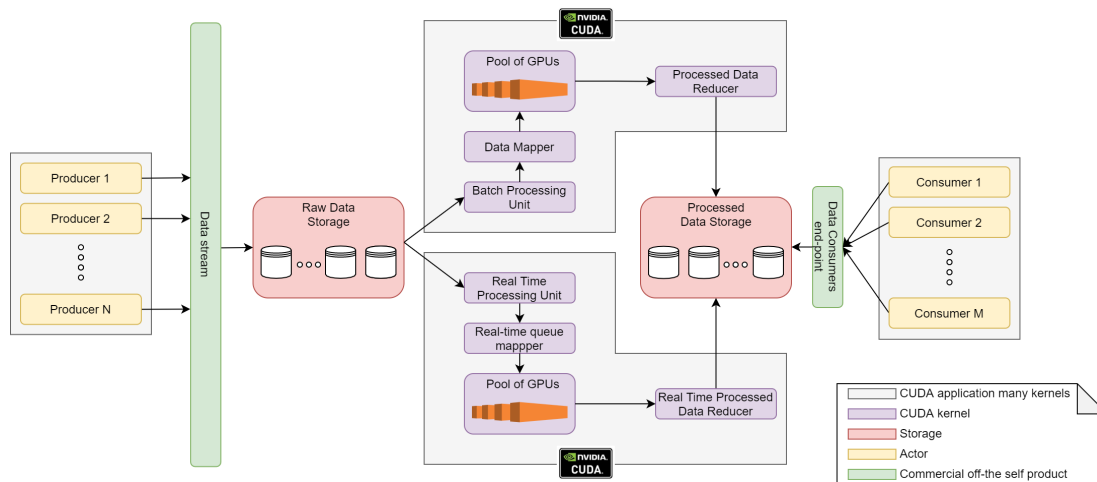 NVIDIA.
CUDA.
Pool of GPUs
Processed Data
Reducer
Data Mapper
Batch Processing
Unit
Producer 1
Producer 2
Producer N
Data stream
Raw Data
Storage
Processed
Data Storage
Data Consumers
end-point
Consumer 1
Consumer 2
Consumer M
Real Time
Processing Unit
Real-time queue
mappper
Pool of GPUs
Real Time Processed
Data Reducer
NVIDIA.
CUDA.
CUDA application many kernels
CUDA kernel
Storage
Actor
Commercial off-the self product